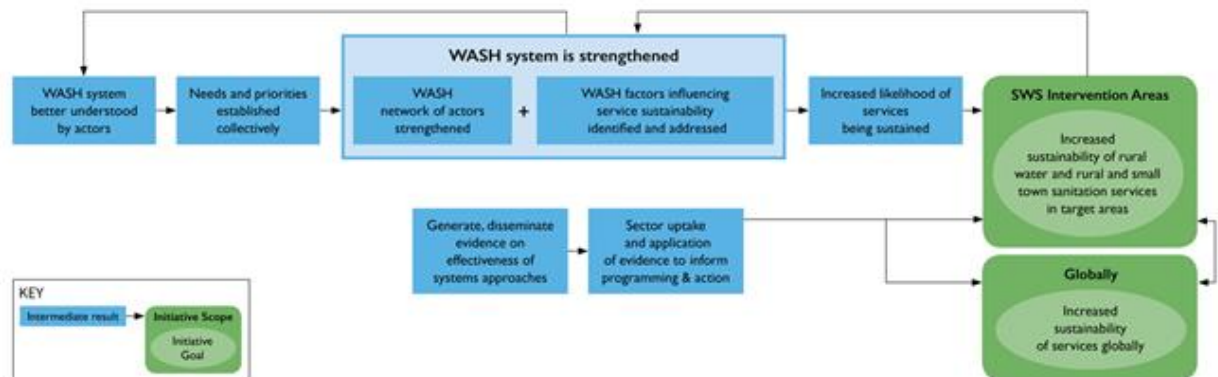 WASH system is strengthened
WASH system
better understood
by actors
Needs and priorities
established
collectively
WASH
network of actors
strengthened
+
WASH factors influencing
service sustainability
identified and addressed
Increased likelihood of
services
being sustained
SWS Intervention Areas
Increased
sustainability of rural
water and rural and small
town sanitation services
in target areas
Generate, disseminate
evidence on
effectiveness of
systems approaches
Sector uptake
and application
of evidence to inform
programming & action
Globally
Increased
sustainability
of services globally
KEY
Intermediate result
Initiative Scope
Initiative
Goal